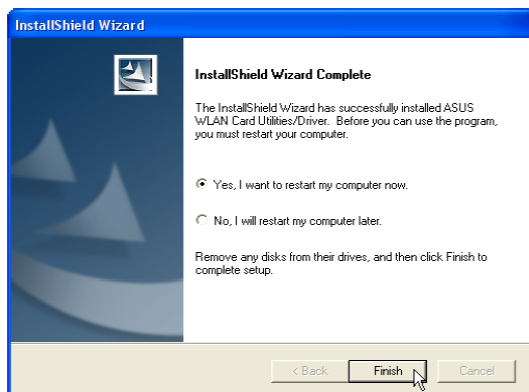 InstallShield Wizard
InstallShield Wizard Complete
The InstallShield Wizard has successfully installed ASUS
WLAN Card Utilities/Driver. Before you can use the program,
you must restart your computer.
Yes, I want to restart my computer now.
No, I will restart my computer later.
Remove any disks from their drives, and then click Finish to
complete setup.
< Back Finish Cancel